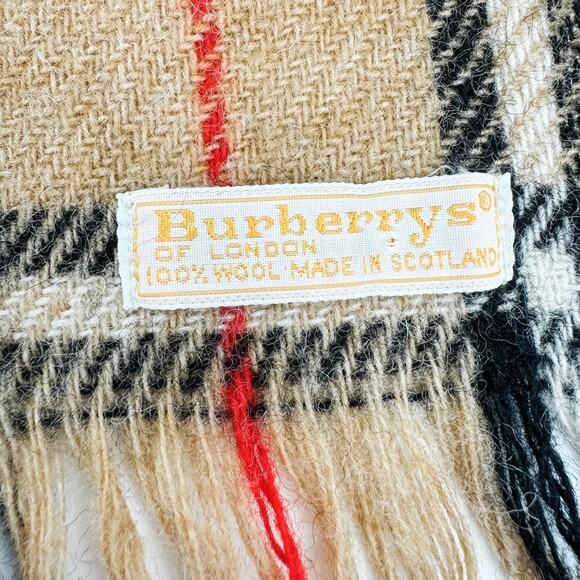 Burberrys®
OF LONDON
100% WOOL · MADE IN SCOTLAND